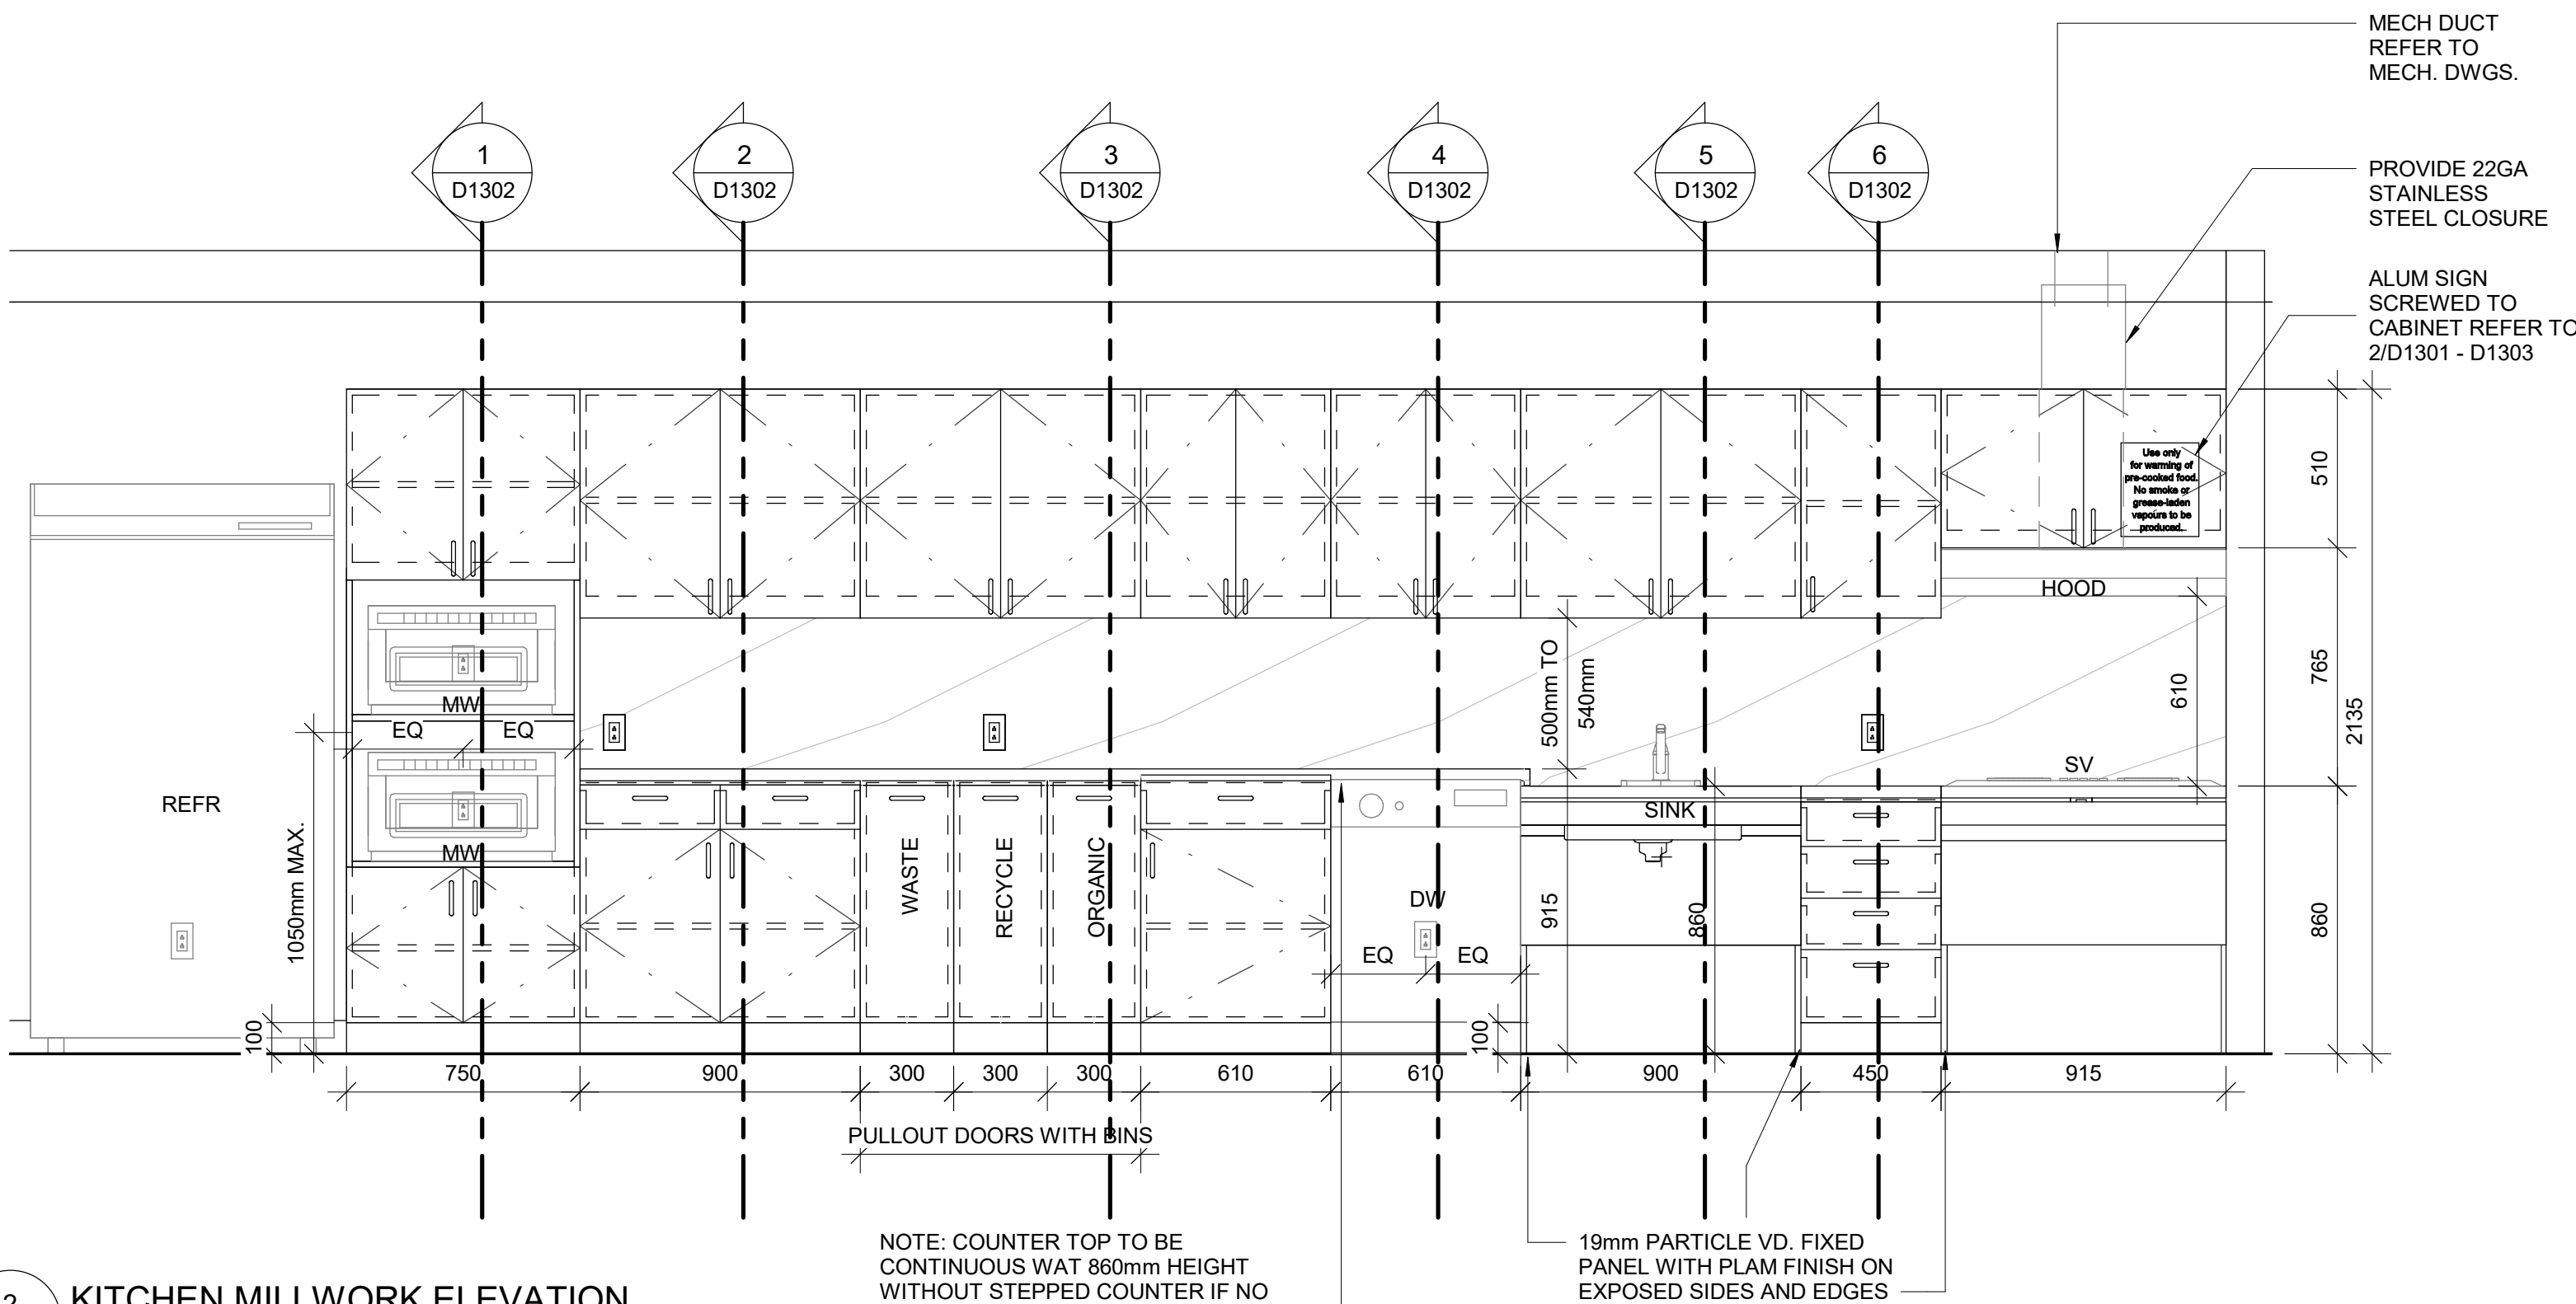 MECH DUCT
REFER TO
MECH. DWGS.
1
D1302
2
D1302
3
D1302
4
D1302
5
D1302
6
D1302
PROVIDE 22GA
STAINLESS
STEEL CLOSURE
ALUM SIGN
SCREWED TO
CABINET REFER TO
2/D1301 - D1303
Use only
for warming of
pre-cooked food.
No smoke or
grease-laden
vapours to be
produced.
510
HOOD
500mm TO
540mm
610
765
2135
MW
EQ EQ
MW
REFR
1050mm MAX.
100
WASTE
RECYCLE
ORGANIC
DW
EQ EQ
SINK
SV
915
860
860
100
750 900 300 300 300 610 610 900 450 915
PULLOUT DOORS WITH BINS
NOTE: COUNTER TOP TO BE
CONTINUOUS WAT 860mm HEIGHT
WITHOUT STEPPED COUNTER IF NO
19mm PARTICLE VD. FIXED
PANEL WITH PLAM FINISH ON
EXPOSED SIDES AND EDGES
2
KITCHEN MILLWORK ELEVATION